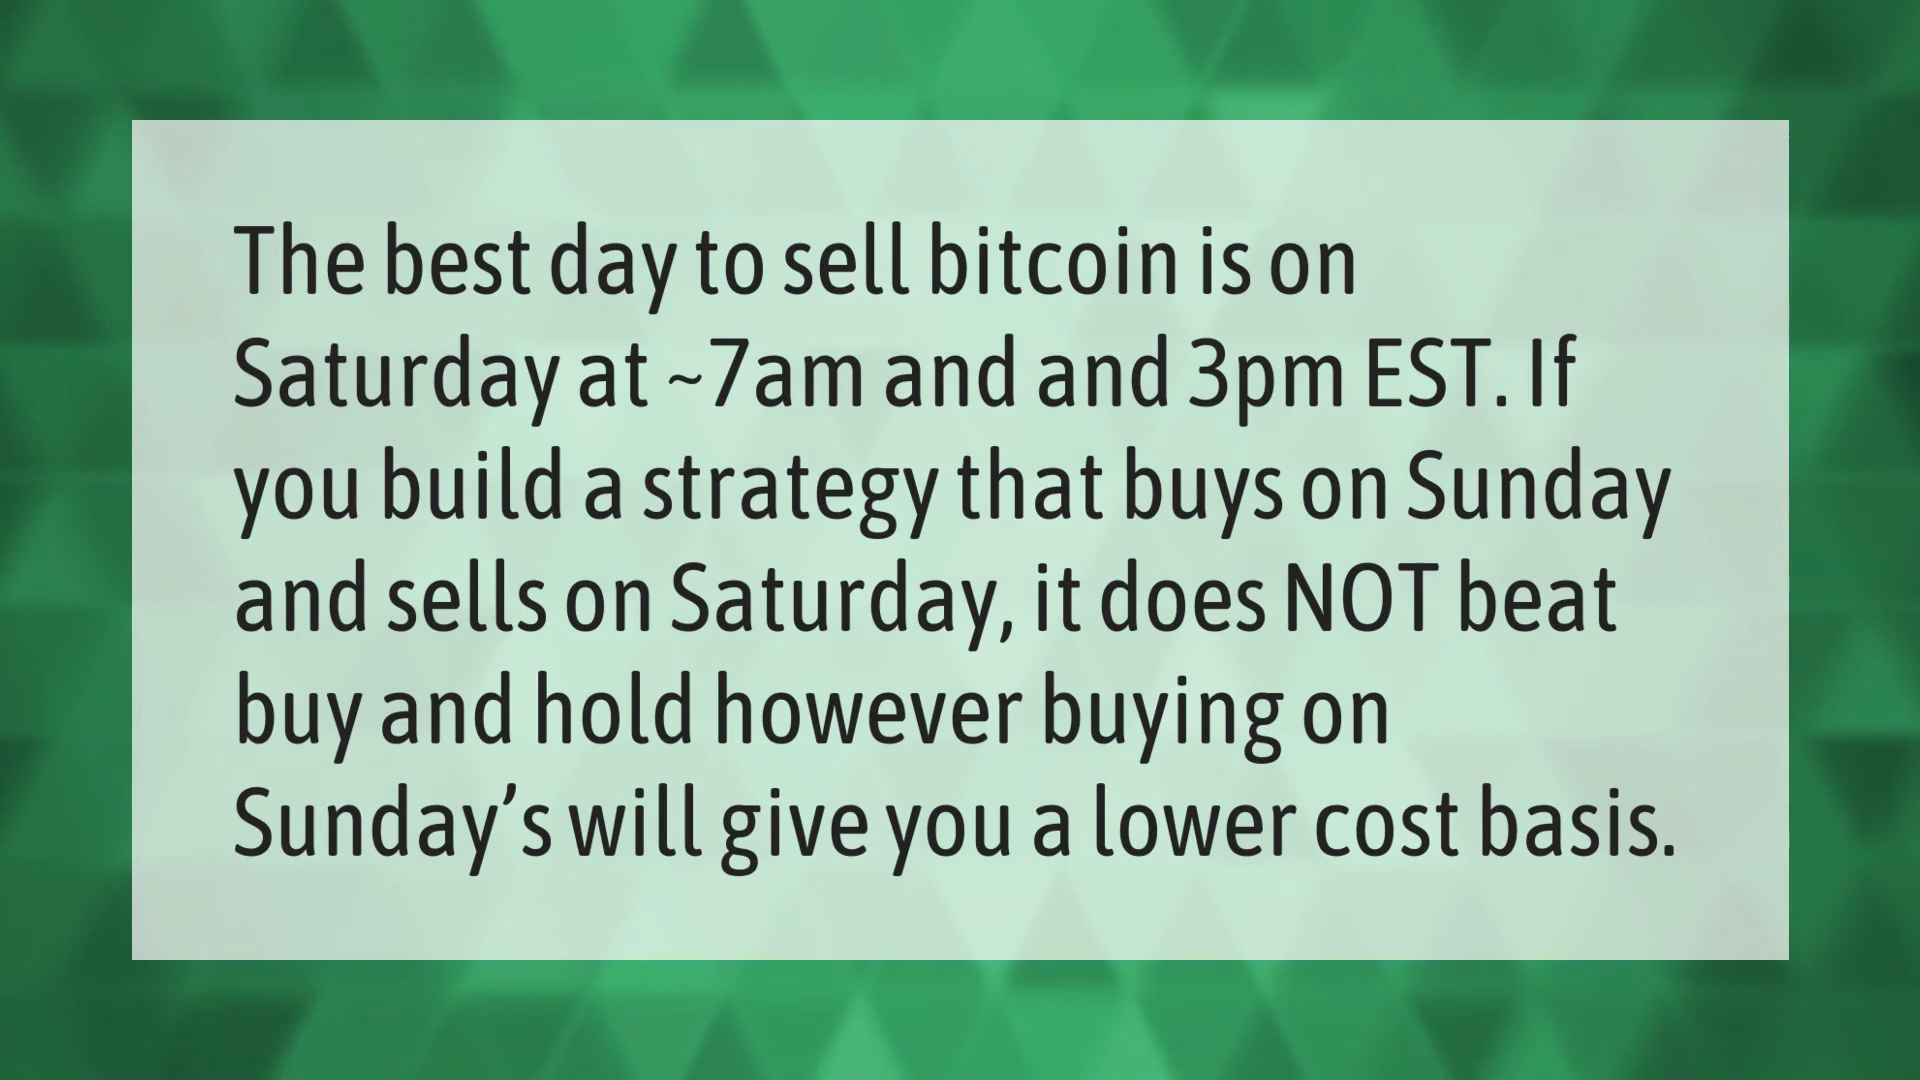 The best day to sell bitcoin is on
Saturday at ~7am and and 3pm EST. If
you build a strategy that buys on Sunday
and sells on Saturday, it does NOT beat
buy and hold however buying on
Sunday’s will give you a lower cost basis.